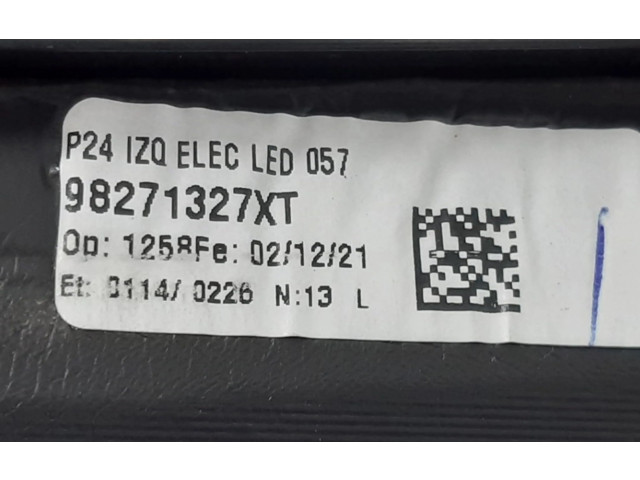 P24 IZQ ELEC LED 057
98271327XT
Op: 1258Fe: 02/12/21
Et: 0114/ 0226 N:13 L